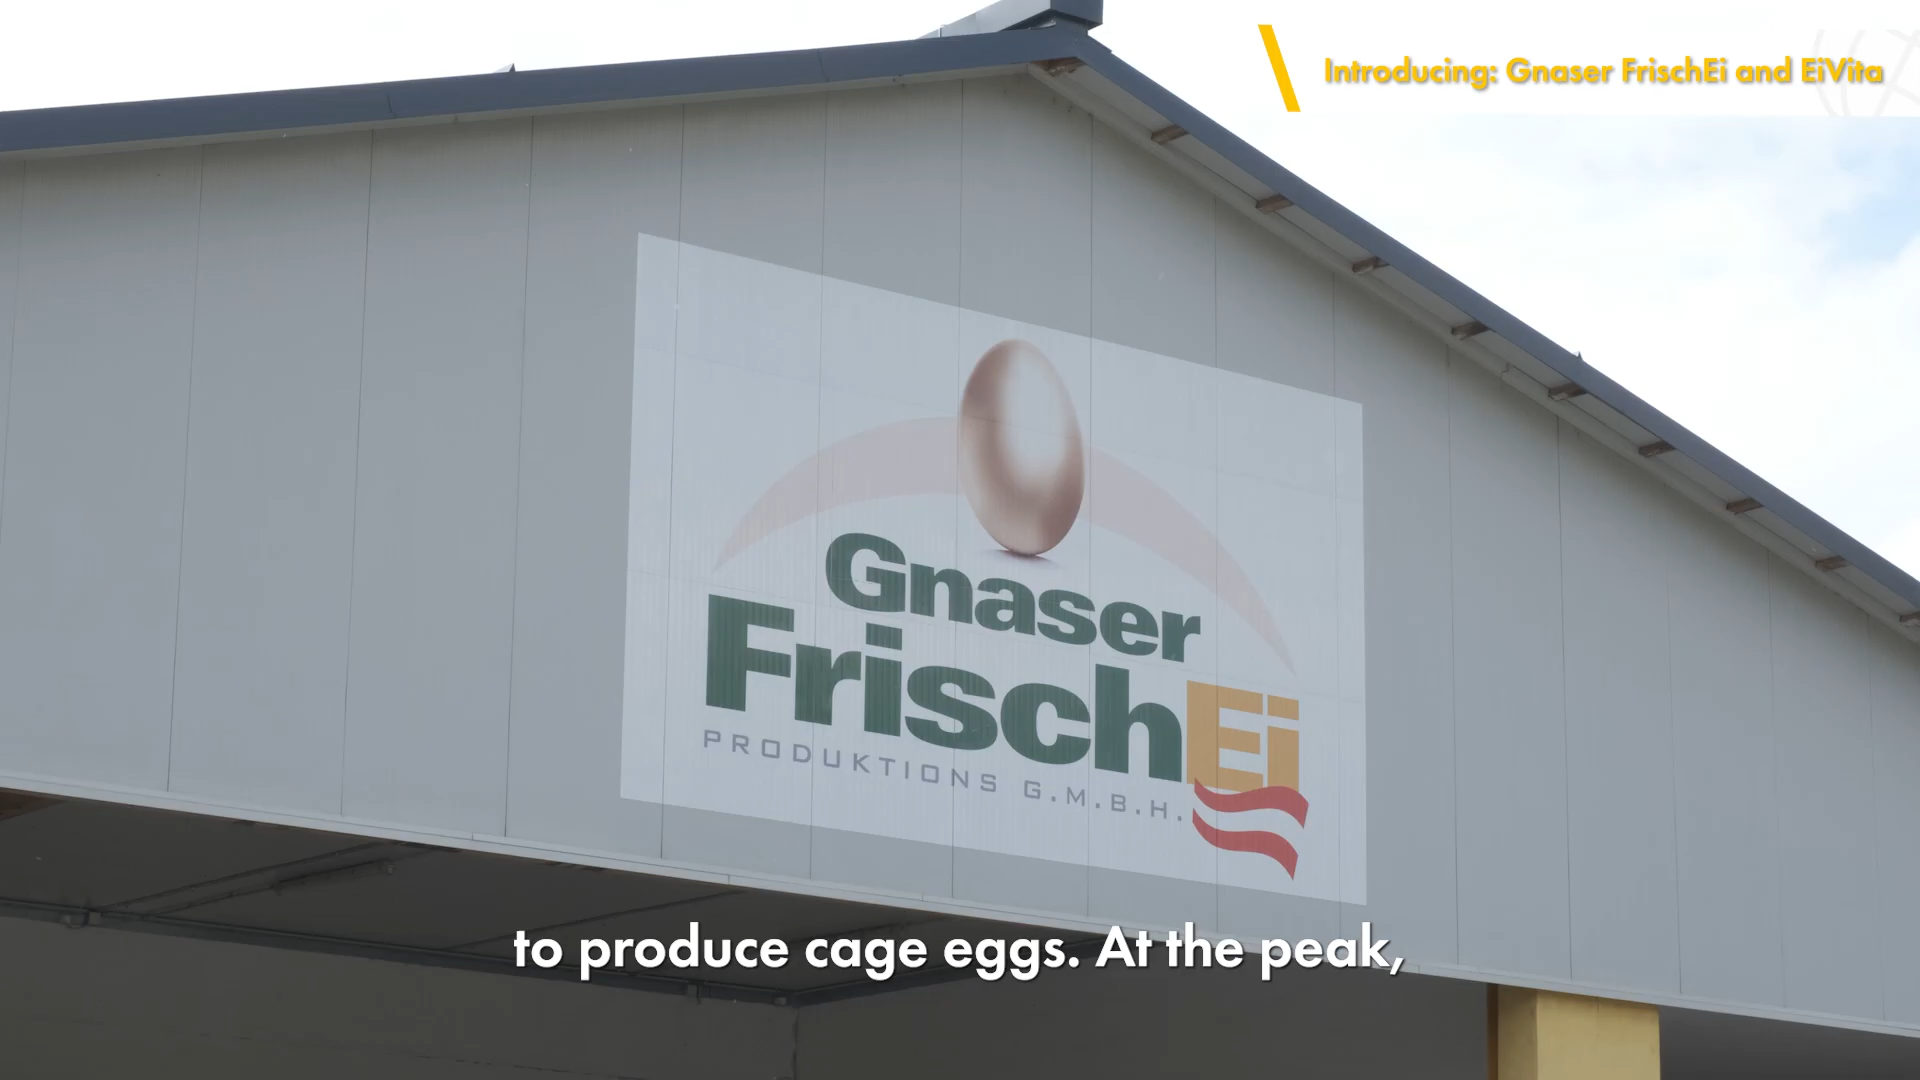 Introducing: Gnaser FrischEi and EiVita
Gnaser
FrischEi
PRODUKTIONS G.M.B.H.
to produce cage eggs. At the peak,